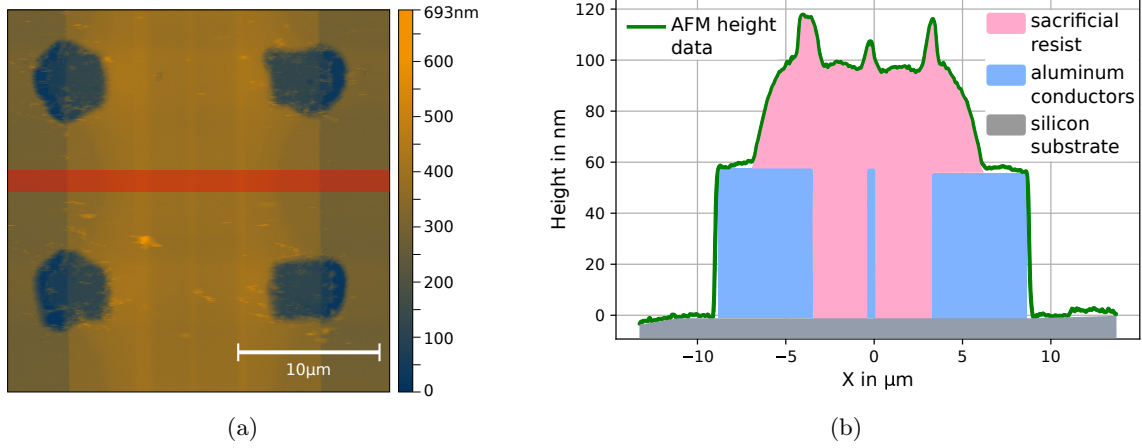 693nm
600
500
400
300
200
100
0
10μm
(a)
120
100
80
60
40
20
0
Height in nm
−10
−5
0
5
10
X in μm
AFM height
data
sacrificial
resist
aluminum
conductors
silicon
substrate
(b)